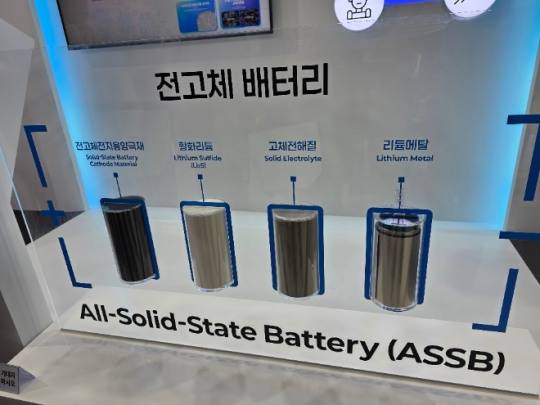 전고체 배터리
전고체전지용양극재
Solid-State Battery
Cathode Material
황화리튬
Lithium Sulfide
(Li₂S)
고체전해질
Solid Electrolyte
리튬메탈
Lithium Metal
All-Solid-State Battery (ASSB)